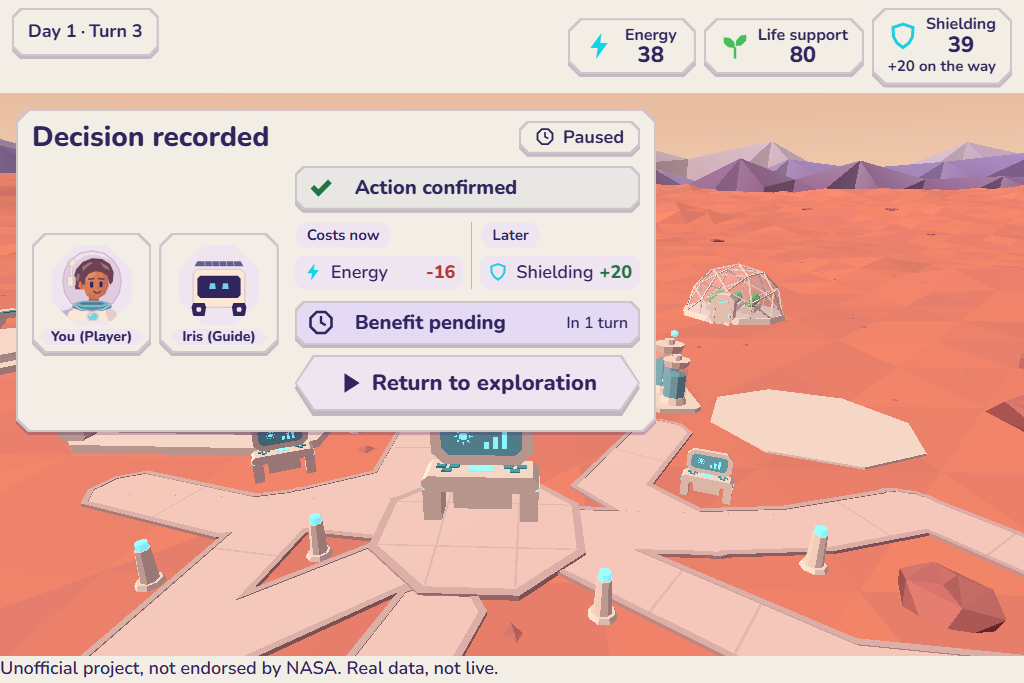 Day 1 · Turn 3
Energy
38
Life support
80
Shielding
39
+20 on the way
Decision recorded
Paused
Action confirmed
Costs now
Later
Energy -16
Shielding +20
You (Player)
Iris (Guide)
Benefit pending
In 1 turn
Return to exploration
Unofficial project, not endorsed by NASA. Real data, not live.